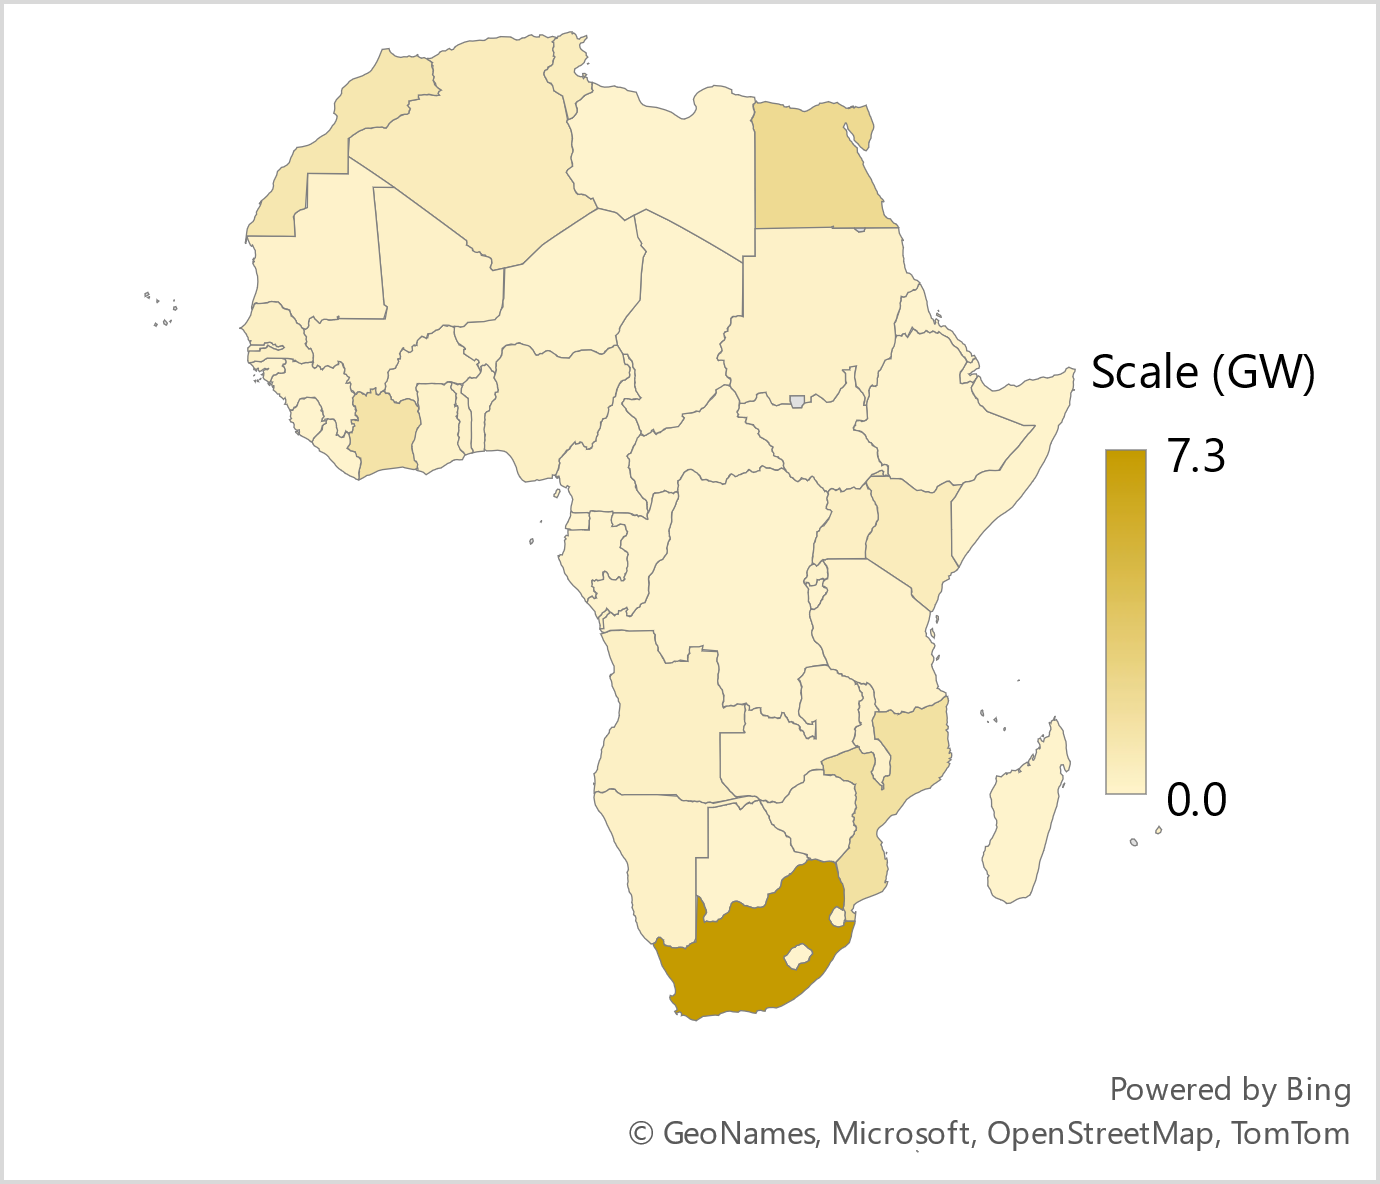 Scale (GW)
7.3
0.0
Powered by Bing
© GeoNames, Microsoft, OpenStreetMap, TomTom